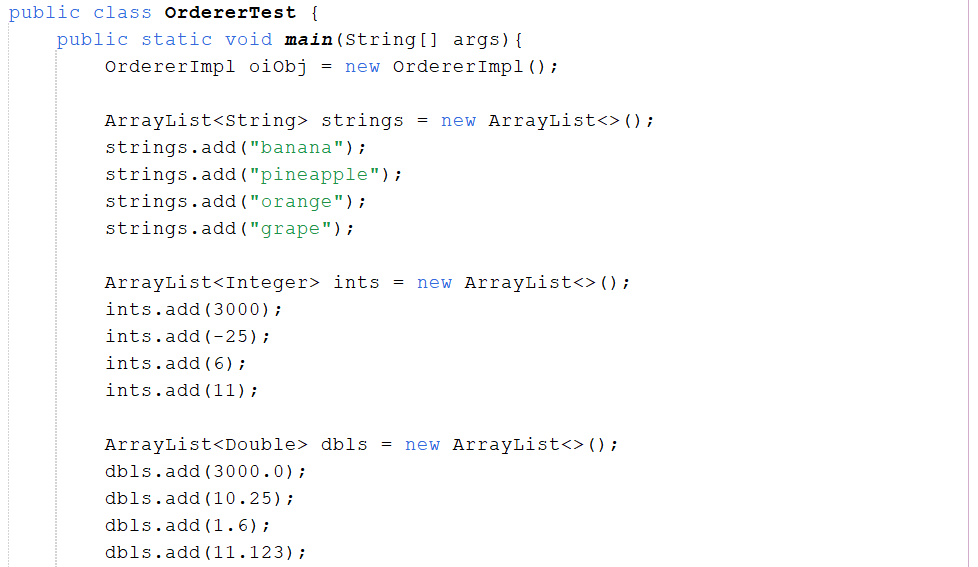 public class OrdererTest {
public static void main(String[] args){
OrdererImpl oiObj = new OrdererImpl();
ArrayList<String> strings = new ArrayList<>();
strings.add("banana");
strings.add("pineapple");
strings.add("orange");
strings.add("grape");
ArrayList<Integer> ints = new ArrayList<>();
ints.add(3000);
ints.add(-25);
ints.add(6);
ints.add(11);
ArrayList<Double> dbls = new ArrayList<>();
dbls.add(3000.0);
dbls.add(10.25);
dbls.add(1.6);
dbls.add(11.123);